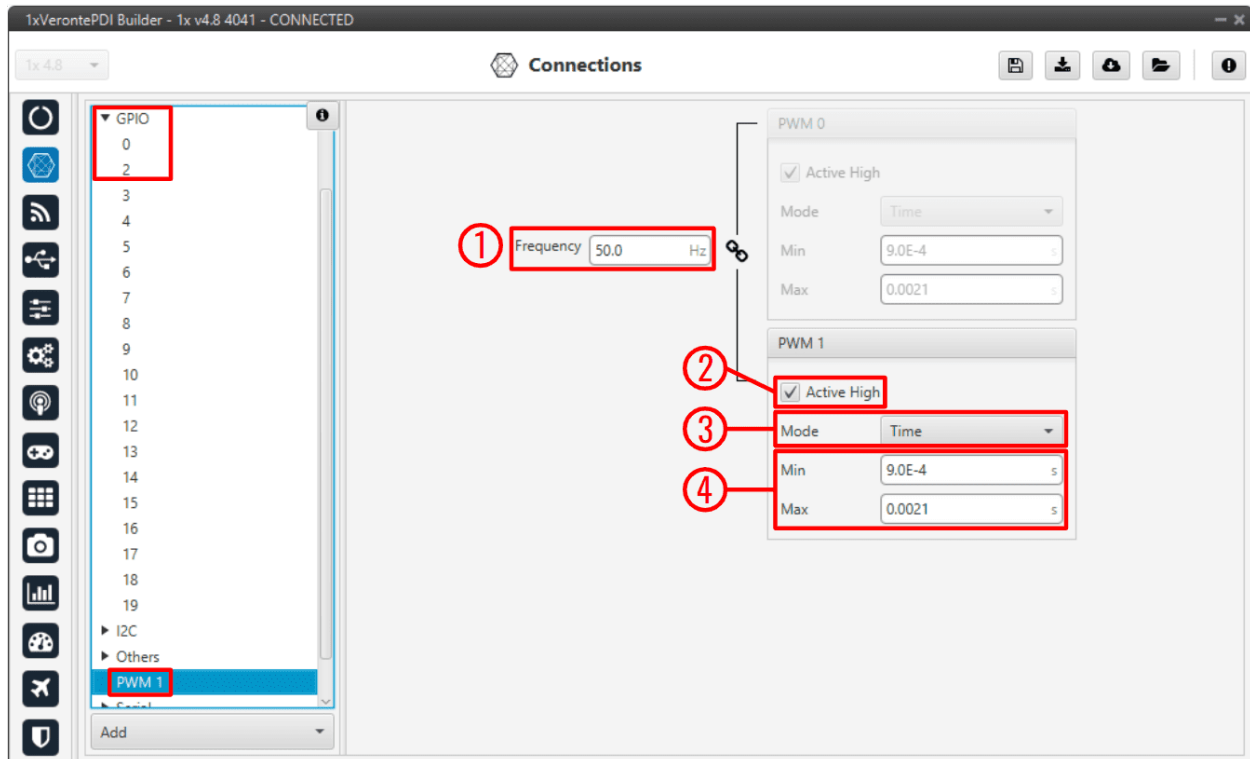 1xVerontePDI Builder - 1x v4.8 4041 - CONNECTED
1x 4.8
Connections
GPIO
0
2
3
4
5
6
7
8
9
10
11
12
13
14
15
16
17
18
19
I2C
Others
PWM 1
Serial
Add
1
Frequency 50.0 Hz
PWM 0
Active High
Mode Time
Min 9.0E-4 s
Max 0.0021 s
PWM 1
2
Active High
3
Mode Time
4
Min 9.0E-4 s
Max 0.0021 s